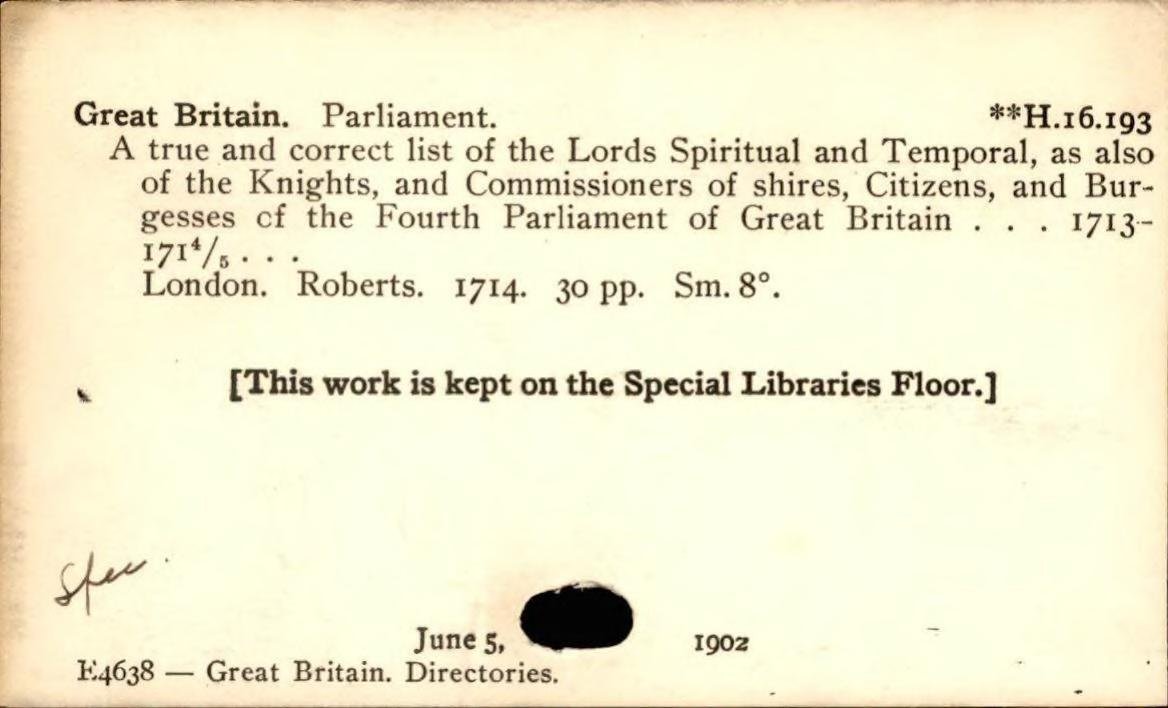 Great Britain. Parliament. **H.16.193
A true and correct list of the Lords Spiritual and Temporal, as also
of the Knights, and Commissioners of shires, Citizens, and Bur-
gesses cf the Fourth Parliament of Great Britain . . . 1713-
171⁴/₅ . . .
London. Roberts. 1714. 30 pp. Sm. 8°.
[This work is kept on the Special Libraries Floor.]
Spec.
June 5, 1902
E4638 — Great Britain. Directories.